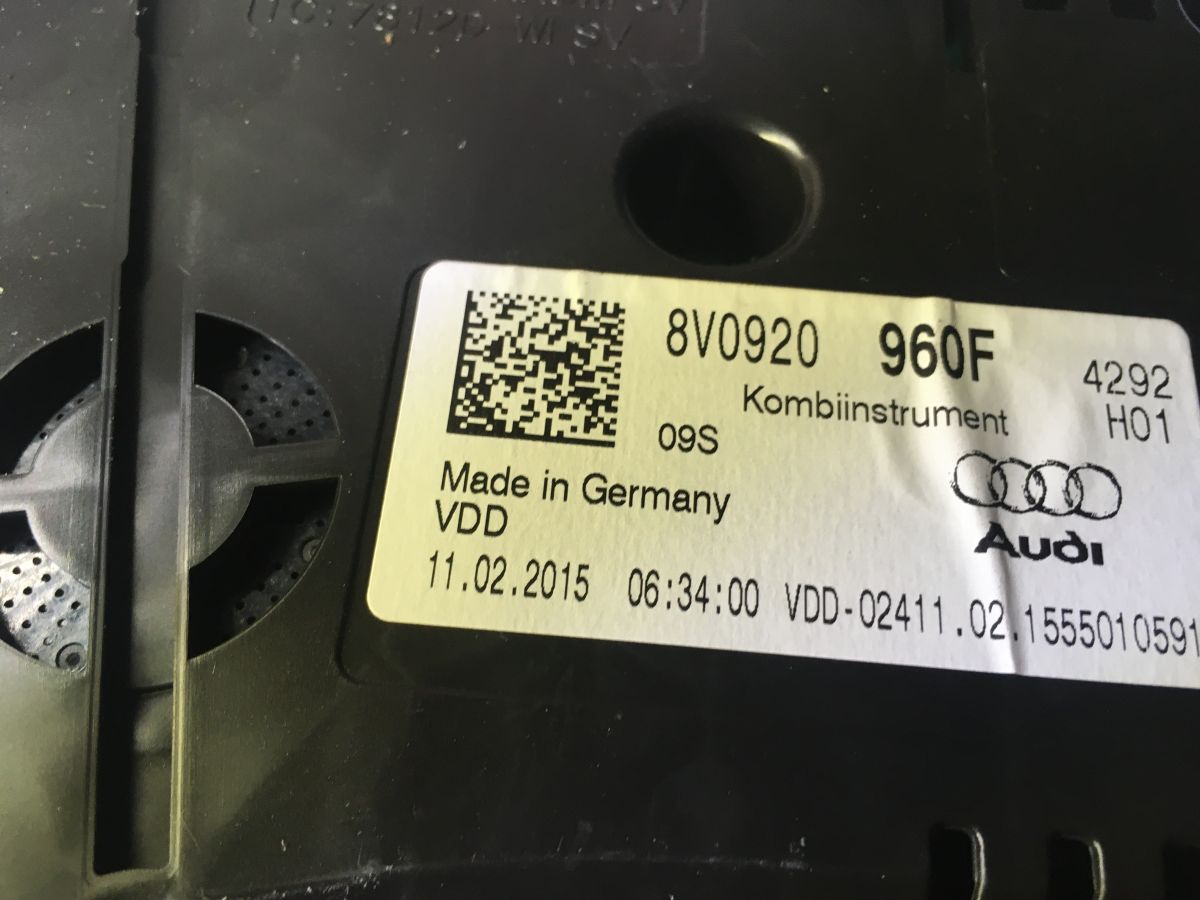 8V0920 960F 4292
Kombiinstrument H01
09S
Made in Germany
VDD
Audi
11.02.2015 06:34:00 VDD-02411.02.1555010591